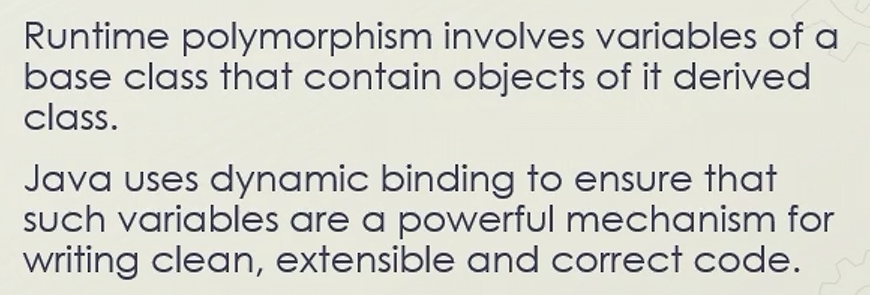 Runtime polymorphism involves variables of a
base class that contain objects of it derived
class.
Java uses dynamic binding to ensure that
such variables are a powerful mechanism for
writing clean, extensible and correct code.